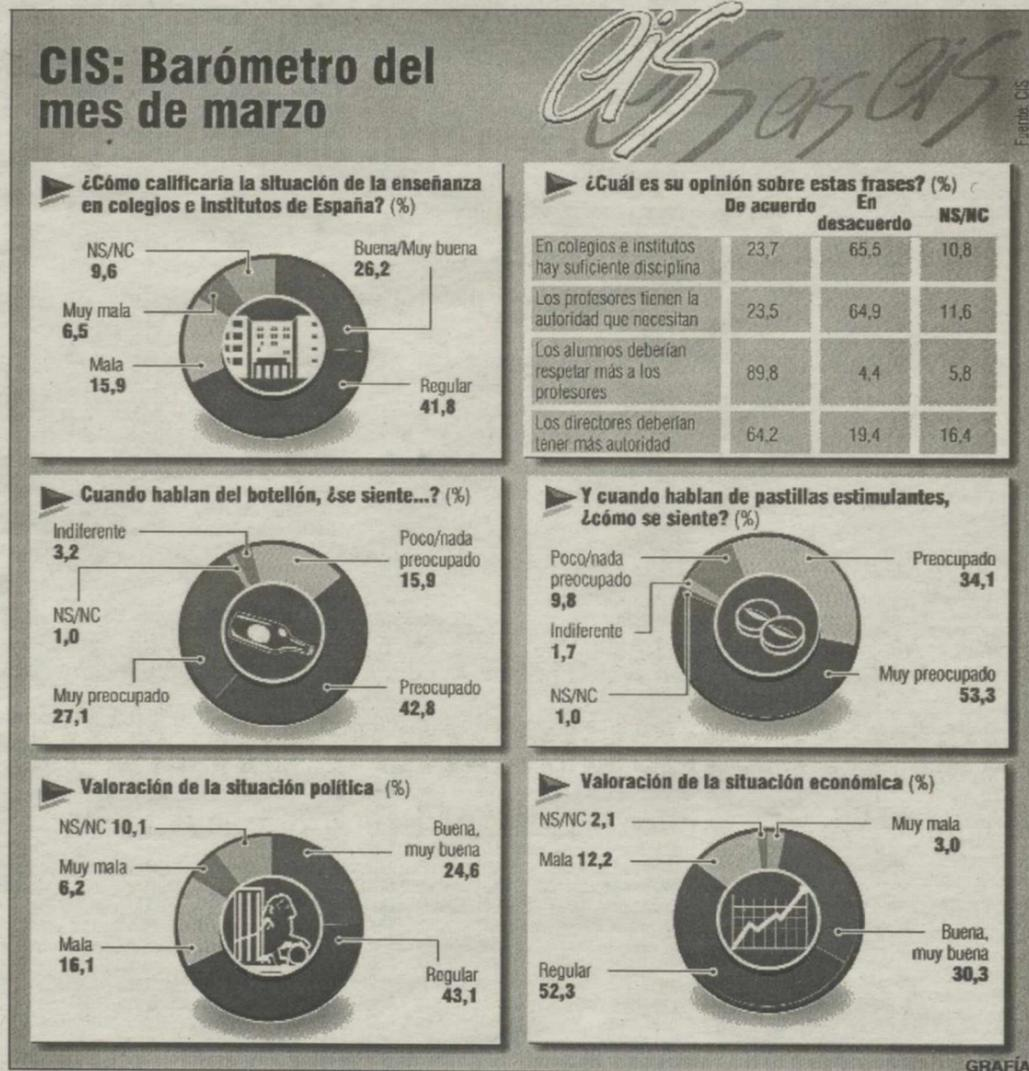 CIS: Barómetro del
mes de marzo
cis cis cis cis
Fuente: CIS
¿Cómo calificaría la situación de la enseñanza
en colegios e institutos de España? (%)
NS/NC
9,6
Buena/Muy buena
26,2
Muy mala
6,5
Mala
15,9
Regular
41,8
¿Cuál es su opinión sobre estas frases? (%)
De acuerdo En desacuerdo NS/NC
En colegios e institutos
hay suficiente disciplina
23,7 65,5 10,8
Los profesores tienen la
autoridad que necesitan
23,5 64,9 11,6
Los alumnos deberían
respetar más a los
profesores
89,8 4,4 5,8
Los directores deberían
tener más autoridad
64,2 19,4 16,4
Cuando hablan del botellón, ¿se siente...? (%)
Indiferente
3,2
Poco/nada
preocupado
15,9
NS/NC
1,0
Muy preocupado
27,1
Preocupado
42,8
Y cuando hablan de pastillas estimulantes,
¿cómo se siente? (%)
Poco/nada
preocupado
9,8
Preocupado
34,1
Indiferente
1,7
Muy preocupado
53,3
NS/NC
1,0
Valoración de la situación política (%)
NS/NC 10,1
Buena,
muy buena
24,6
Muy mala
6,2
Mala
16,1
Regular
43,1
Valoración de la situación económica (%)
NS/NC 2,1
Muy mala
3,0
Mala 12,2
Buena,
muy buena
30,3
Regular
52,3
GRAFÍA